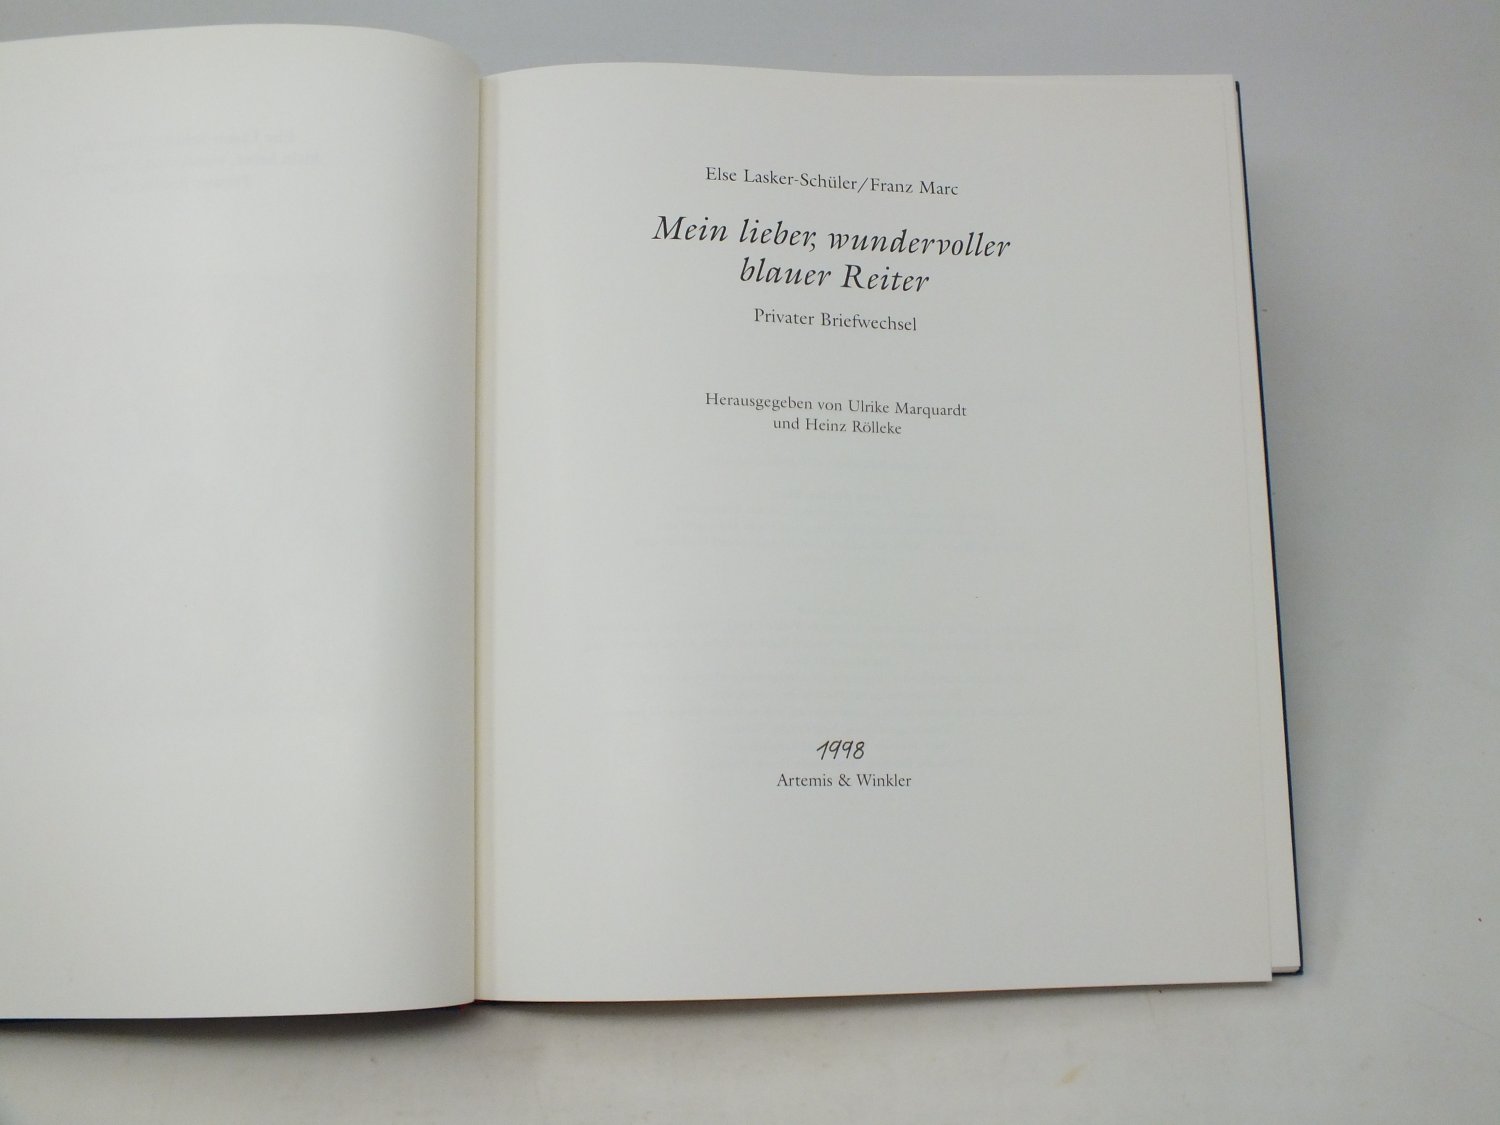 Else Lasker-Schüler/Franz Marc
Mein lieber, wundervoller
blauer Reiter
Privater Briefwechsel
Herausgegeben von Ulrike Marquardt
und Heinz Rölleke
1998
Artemis & Winkler